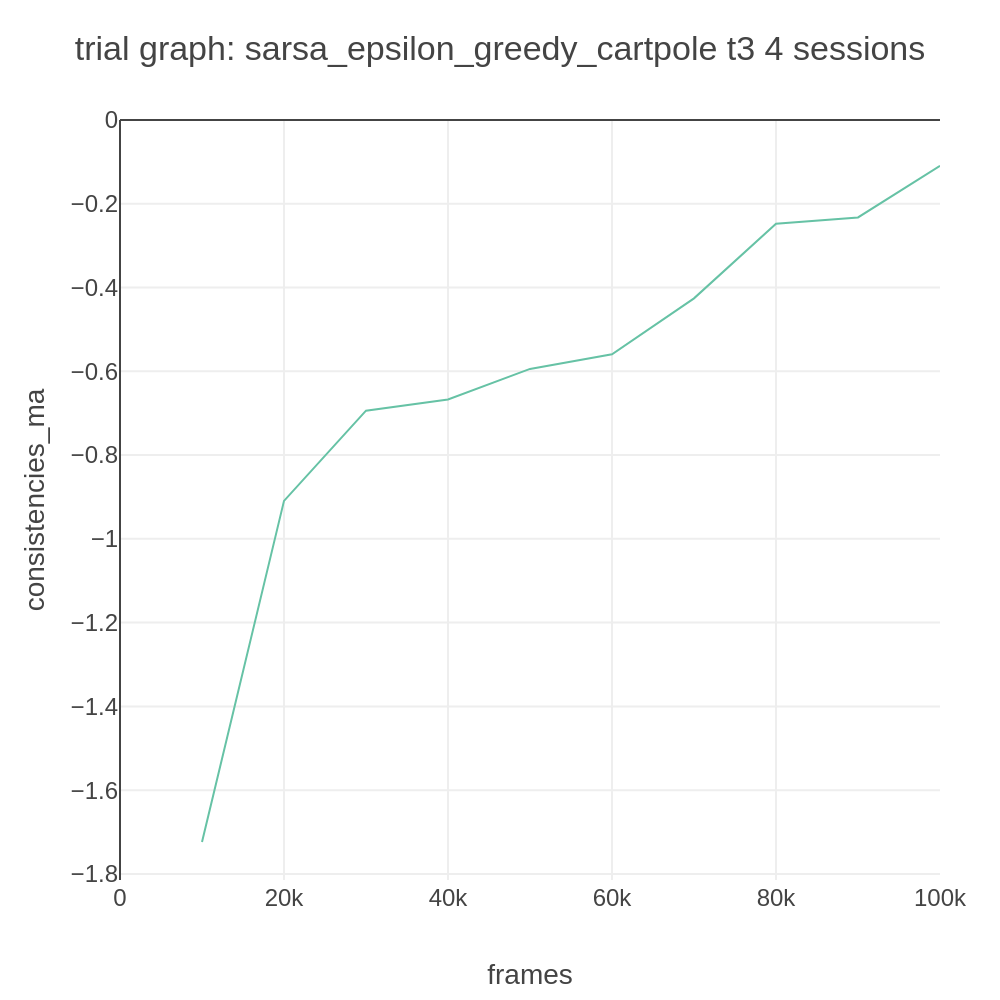 trial graph: sarsa_epsilon_greedy_cartpole t3 4 sessions
0
−0.2
−0.4
−0.6
−0.8
−1
−1.2
−1.4
−1.6
−1.8
consistencies_ma
0
20k
40k
60k
80k
100k
frames